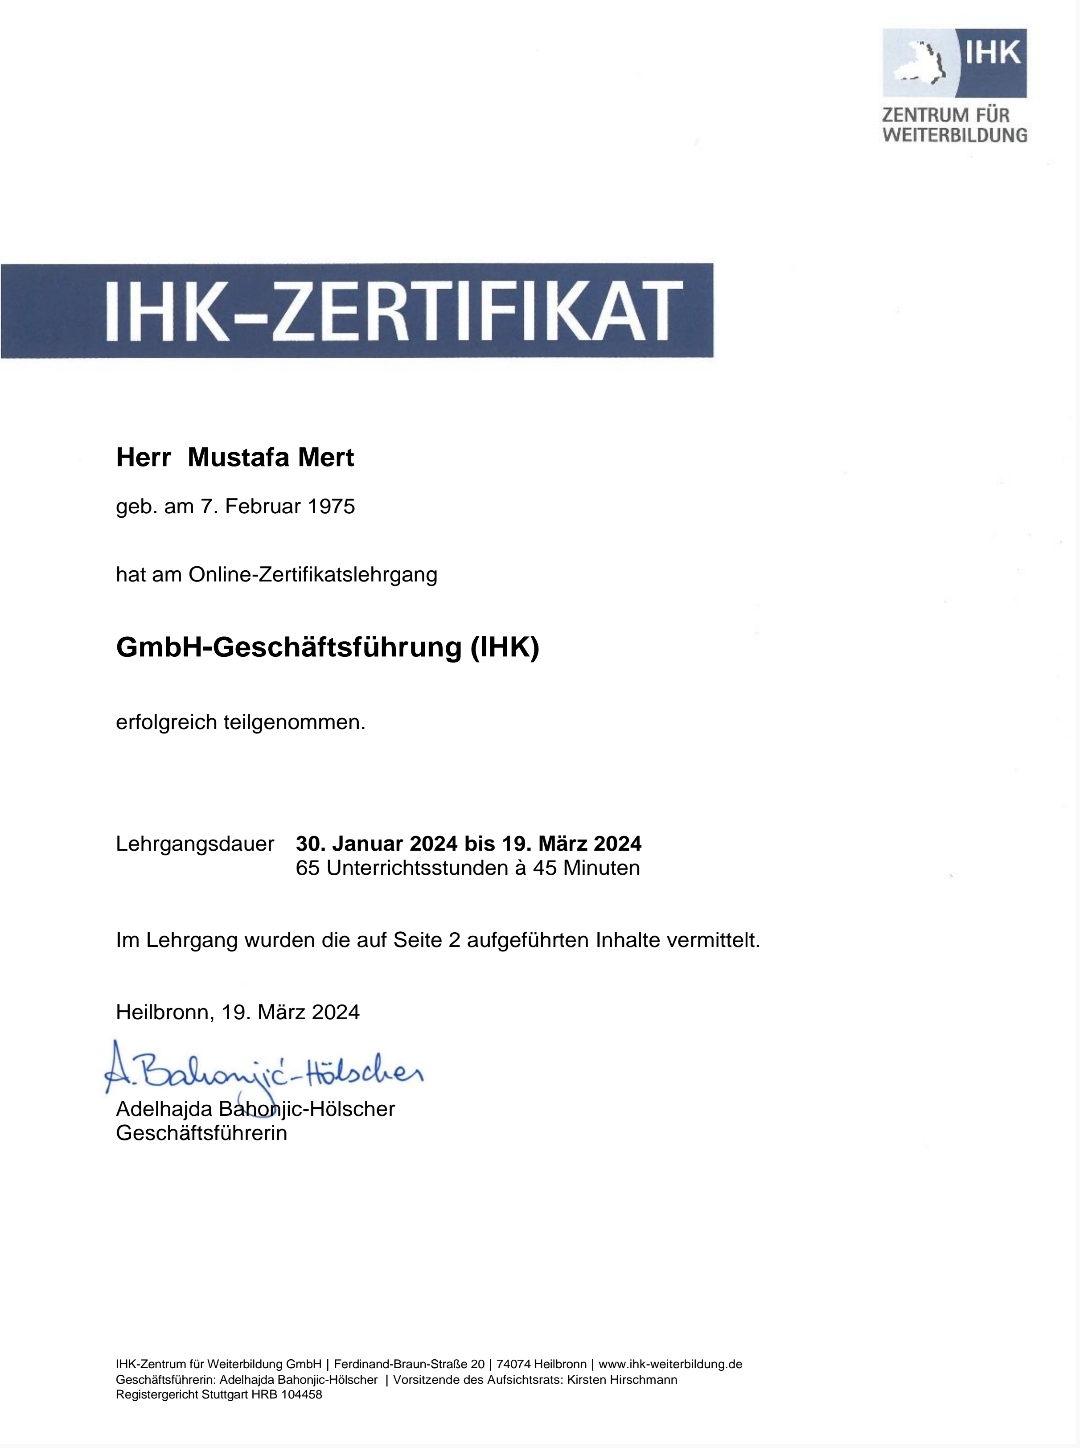 IHK
ZENTRUM FÜR
WEITERBILDUNG
IHK-ZERTIFIKAT
Herr  Mustafa Mert
geb. am 7. Februar 1975
hat am Online-Zertifikatslehrgang
GmbH-Geschäftsführung (IHK)
erfolgreich teilgenommen.
Lehrgangsdauer 30. Januar 2024 bis 19. März 2024
65 Unterrichtsstunden à 45 Minuten
Im Lehrgang wurden die auf Seite 2 aufgeführten Inhalte vermittelt.
Heilbronn, 19. März 2024
A. Bahonjić-Hölscher
Adelhajda Bahonjic-Hölscher
Geschäftsführerin
IHK-Zentrum für Weiterbildung GmbH | Ferdinand-Braun-Straße 20 | 74074 Heilbronn | www.ihk-weiterbildung.de
Geschäftsführerin: Adelhajda Bahonjic-Hölscher | Vorsitzende des Aufsichtsrats: Kirsten Hirschmann
Registergericht Stuttgart HRB 104458